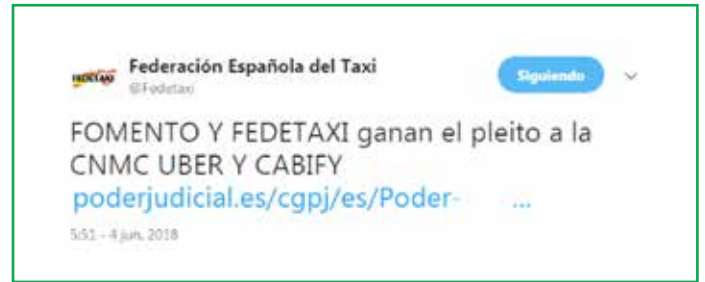 FEDETAXI
Federación Española del Taxi
@Fedetaxi
Siguiendo
FOMENTO Y FEDETAXI ganan el pleito a la
CNMC UBER Y CABIFY
poderjudicial.es/cgpj/es/Poder- ...
5:51 - 4 jun. 2018